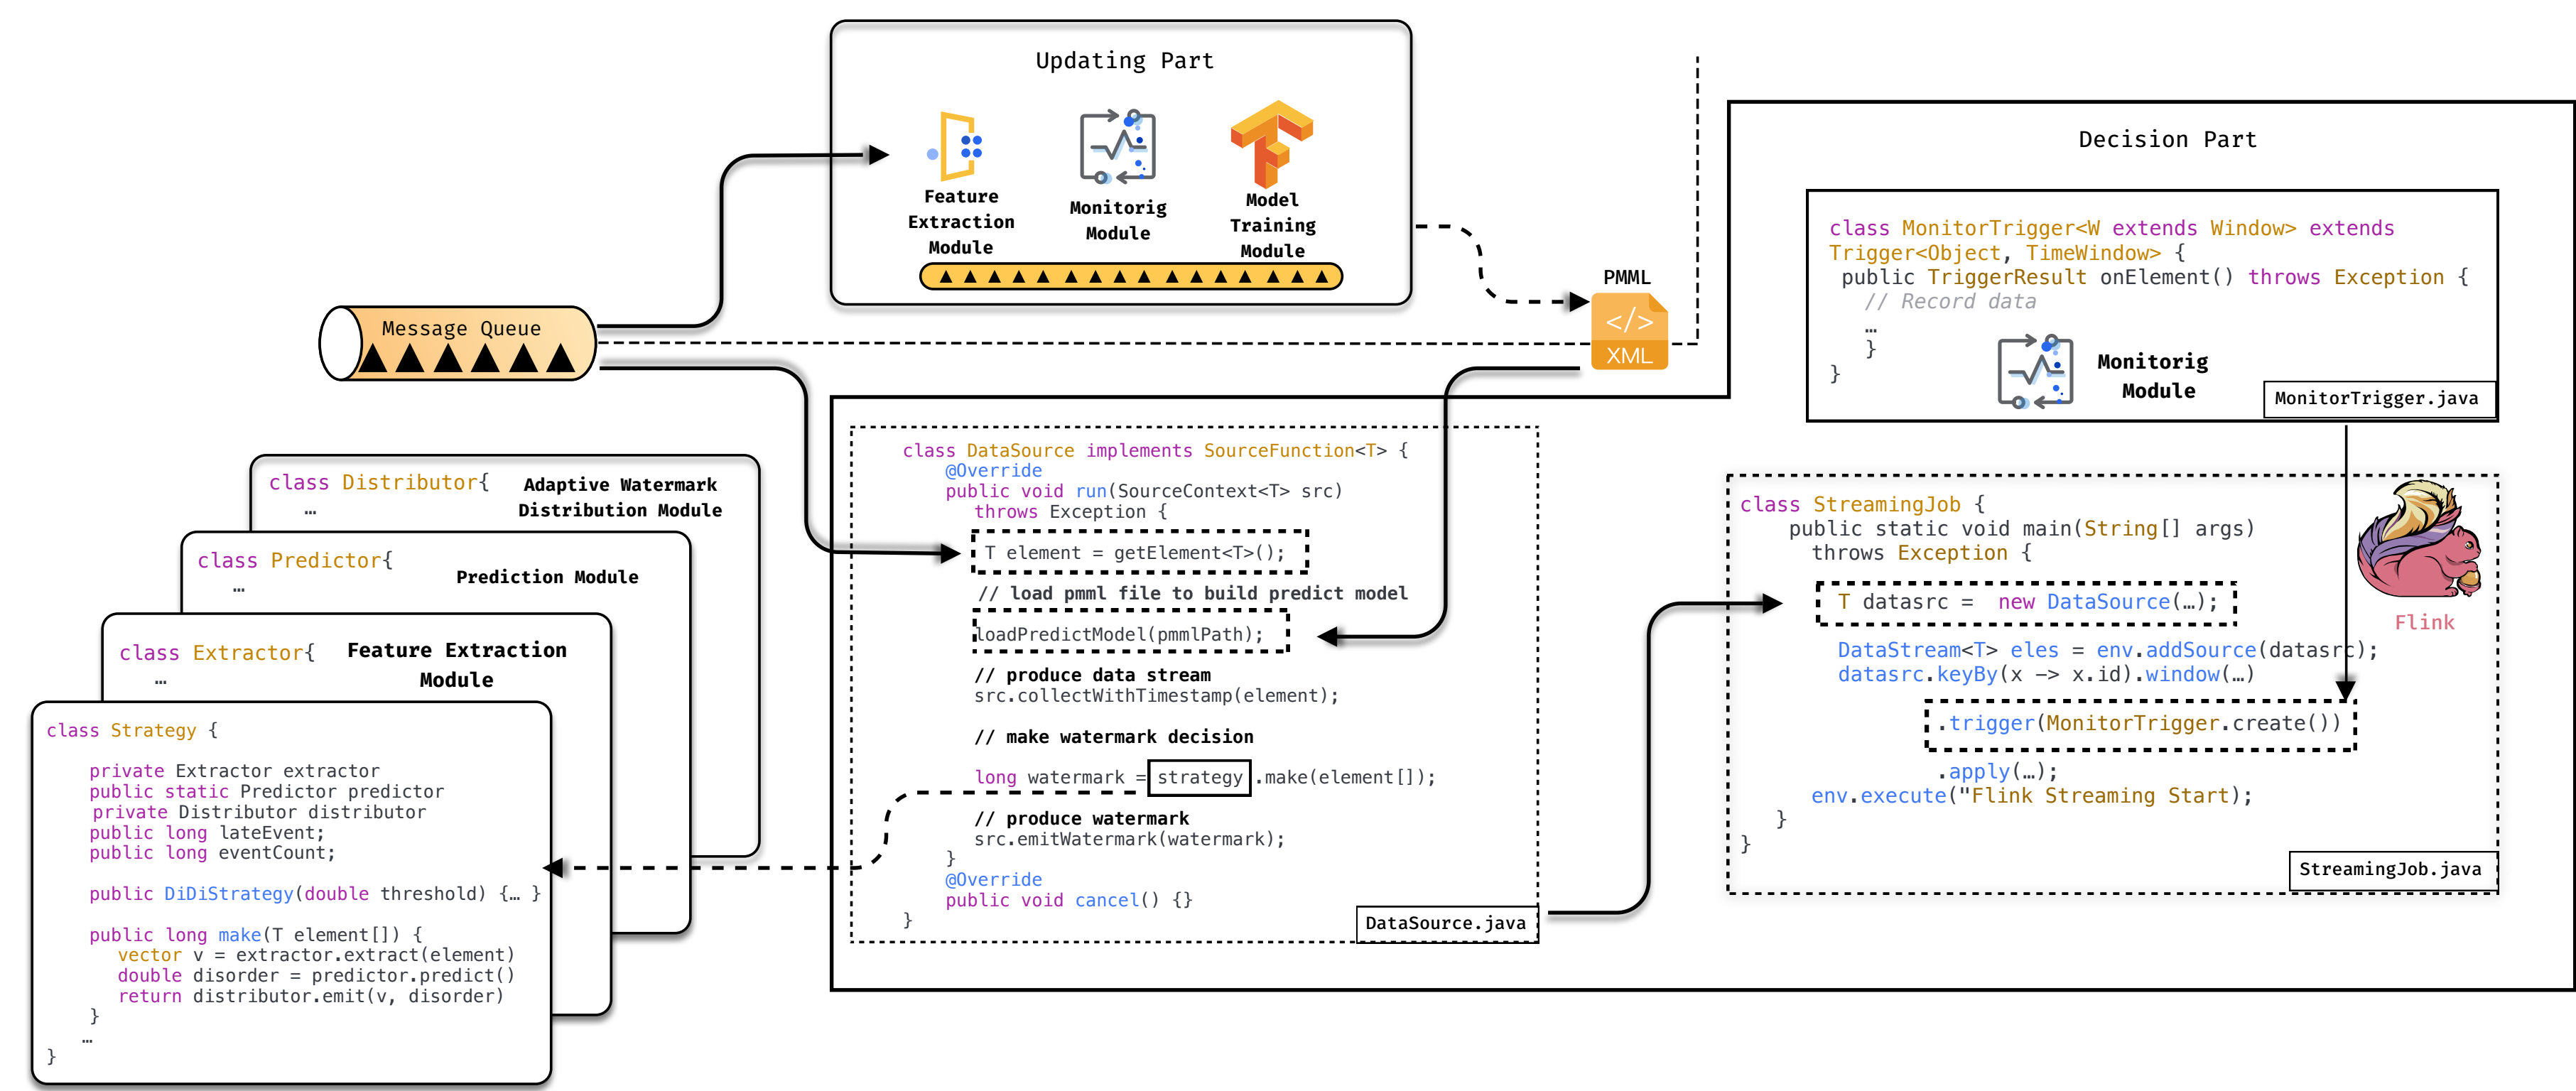 Updating Part
Feature
Extraction
Module
Monitorig
Module
Model
Training
Module
Message Queue
PMML
</>
XML
Decision Part
class MonitorTrigger<W extends Window> extends
Trigger<Object, TimeWindow> {
public TriggerResult onElement() throws Exception {
// Record data
…
}
}
Monitorig
Module
MonitorTrigger.java
class Distributor{
…
Adaptive Watermark
Distribution Module
class Predictor{
…
Prediction Module
class Extractor{
…
Feature Extraction
Module
class Strategy {
private Extractor extractor
public static Predictor predictor
private Distributor distributor
public long lateEvent;
public long eventCount;
public DiDiStrategy(double threshold) {… }
public long make(T element[]) {
vector v = extractor.extract(element)
double disorder = predictor.predict()
return distributor.emit(v, disorder)
}
…
}
class DataSource implements SourceFunction<T> {
@Override
public void run(SourceContext<T> src)
throws Exception {
T element = getElement<T>();
// load pmml file to build predict model
loadPredictModel(pmmlPath);
// produce data stream
src.collectWithTimestamp(element);
// make watermark decision
long watermark = strategy .make(element[]);
// produce watermark
src.emitWatermark(watermark);
}
@Override
public void cancel() {}
}
DataSource.java
class StreamingJob {
public static void main(String[] args)
throws Exception {
T datasrc = new DataSource(…);
DataStream<T> eles = env.addSource(datasrc);
datasrc.keyBy(x –> x.id).window(…)
.trigger(MonitorTrigger.create())
.apply(…);
env.execute("Flink Streaming Start);
}
}
Flink
StreamingJob.java